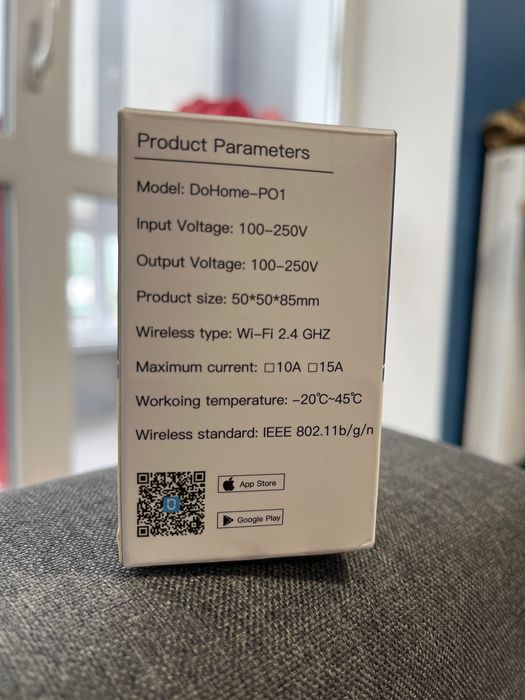 Product Parameters
Model: DoHome-PO1
Input Voltage: 100-250V
Output Voltage: 100-250V
Product size: 50*50*85mm
Wireless type: Wi-Fi 2.4 GHZ
Maximum current: □10A □15A
Workoing temperature: -20℃~45℃
Wireless standard: IEEE 802.11b/g/n
App Store
Google Play